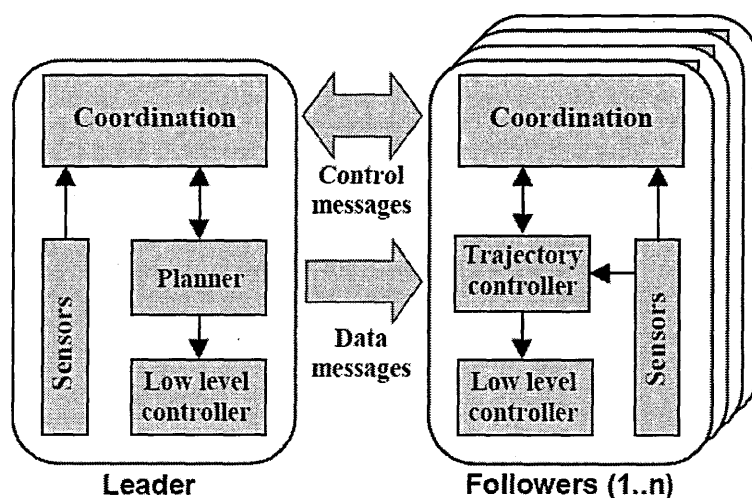 Coordination
Sensors
Planner
Low level
controller
Leader
Control
messages
Data
messages
Coordination
Trajectory
controller
Sensors
Low level
controller
Followers (1..n)